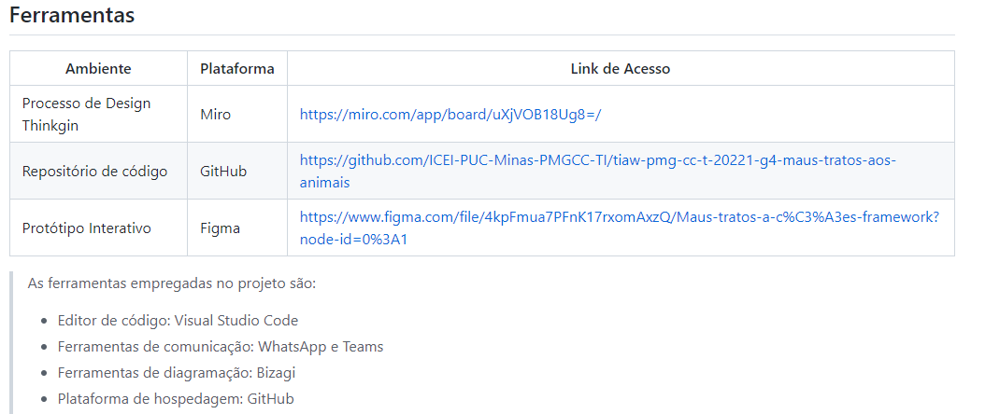 Ferramentas
Ambiente Plataforma Link de Acesso
Processo de Design
Thinkgin
Miro
https://miro.com/app/board/uXjVOB18Ug8=/
Repositório de código
GitHub
https://github.com/ICEI-PUC-Minas-PMGCC-TI/tiaw-pmg-cc-t-20221-g4-maus-tratos-aos-
animais
Protótipo Interativo
Figma
https://www.figma.com/file/4kpFmua7PFnK17rxomAxzQ/Maus-tratos-a-c%C3%A3es-framework?
node-id=0%3A1
As ferramentas empregadas no projeto são:
• Editor de código: Visual Studio Code
• Ferramentas de comunicação: WhatsApp e Teams
• Ferramentas de diagramação: Bizagi
• Plataforma de hospedagem: GitHub